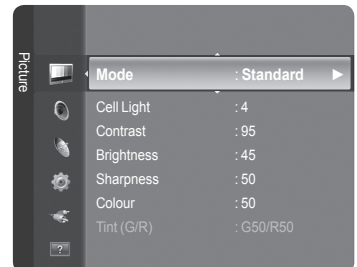 Picture
Mode : Standard
Cell Light : 4
Contrast : 95
Brightness : 45
Sharpness : 50
Colour : 50
Tint (G/R) : G50/R50
?